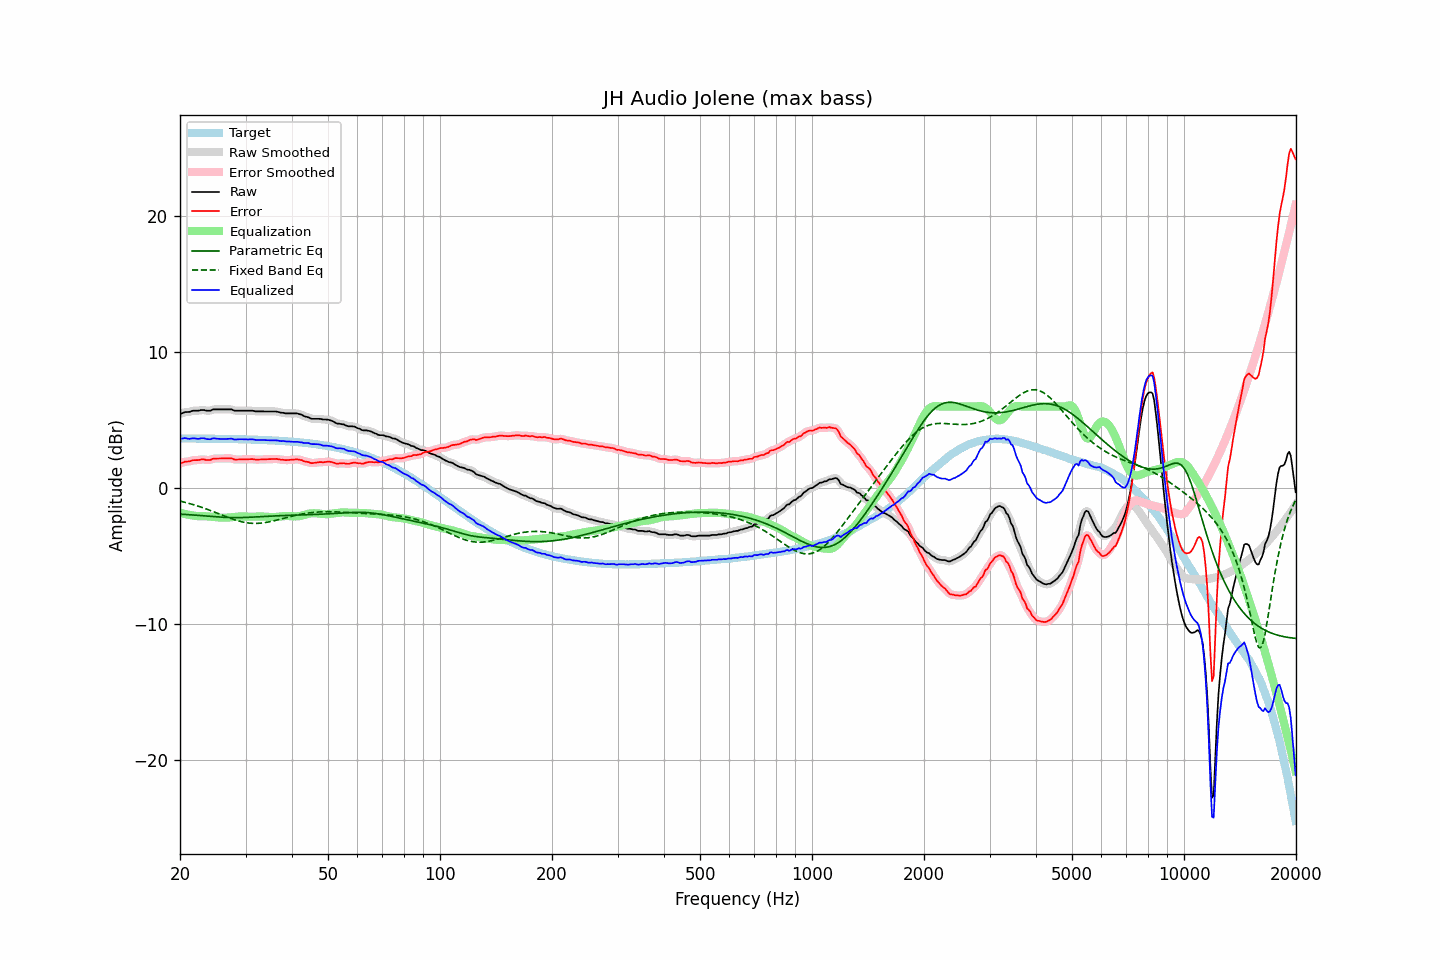 JH Audio Jolene (max bass)
Target
Raw Smoothed
Error Smoothed
Raw
Error
Equalization
Parametric Eq
Fixed Band Eq
Equalized
20
10
0
−10
−20
Amplitude (dBr)
20
50
100
200
500
1000
2000
5000
10000
20000
Frequency (Hz)